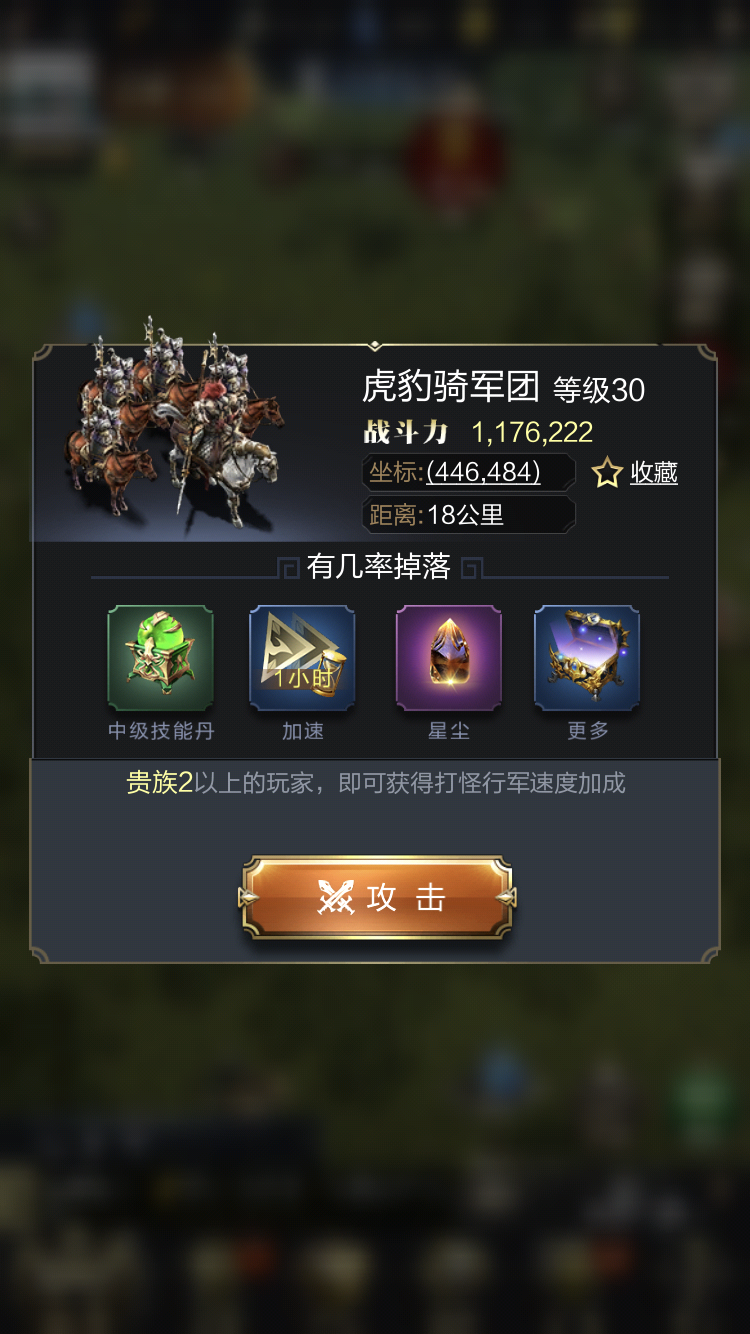 虎豹骑军团 等级30
战斗力 1,176,222
坐标:(446,484) 收藏
距离:18公里
有几率掉落
1小时
中级技能丹 加速 星尘 更多
贵族2以上的玩家，即可获得打怪行军速度加成
攻击